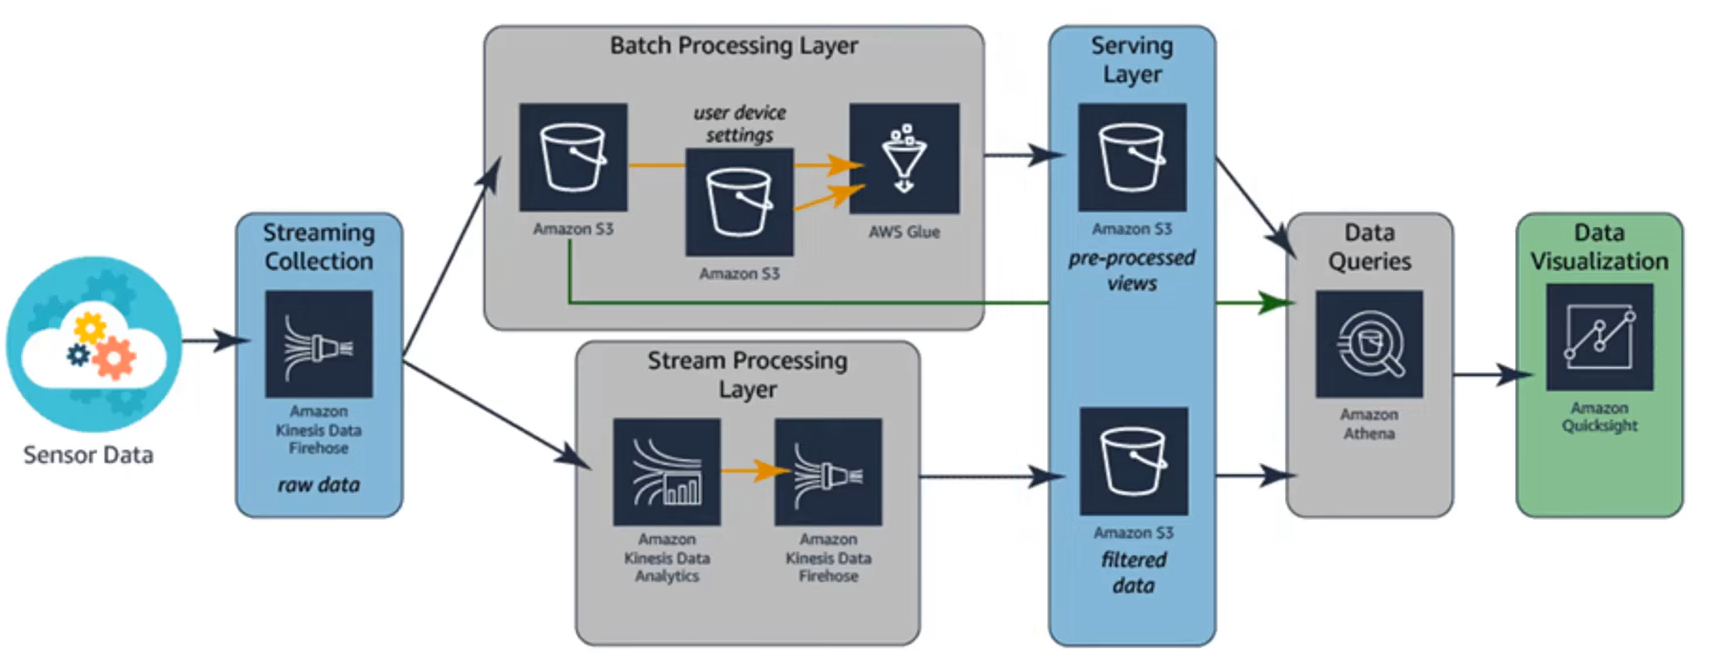 Sensor Data
Streaming
Collection
Amazon
Kinesis Data
Firehose
raw data
Batch Processing Layer
Amazon S3
user device
settings
Amazon S3
AWS Glue
Stream Processing
Layer
Amazon
Kinesis Data
Analytics
Amazon
Kinesis Data
Firehose
Serving
Layer
Amazon S3
pre-processed
views
Amazon S3
filtered
data
Data
Queries
Amazon
Athena
Data
Visualization
Amazon
Quicksight